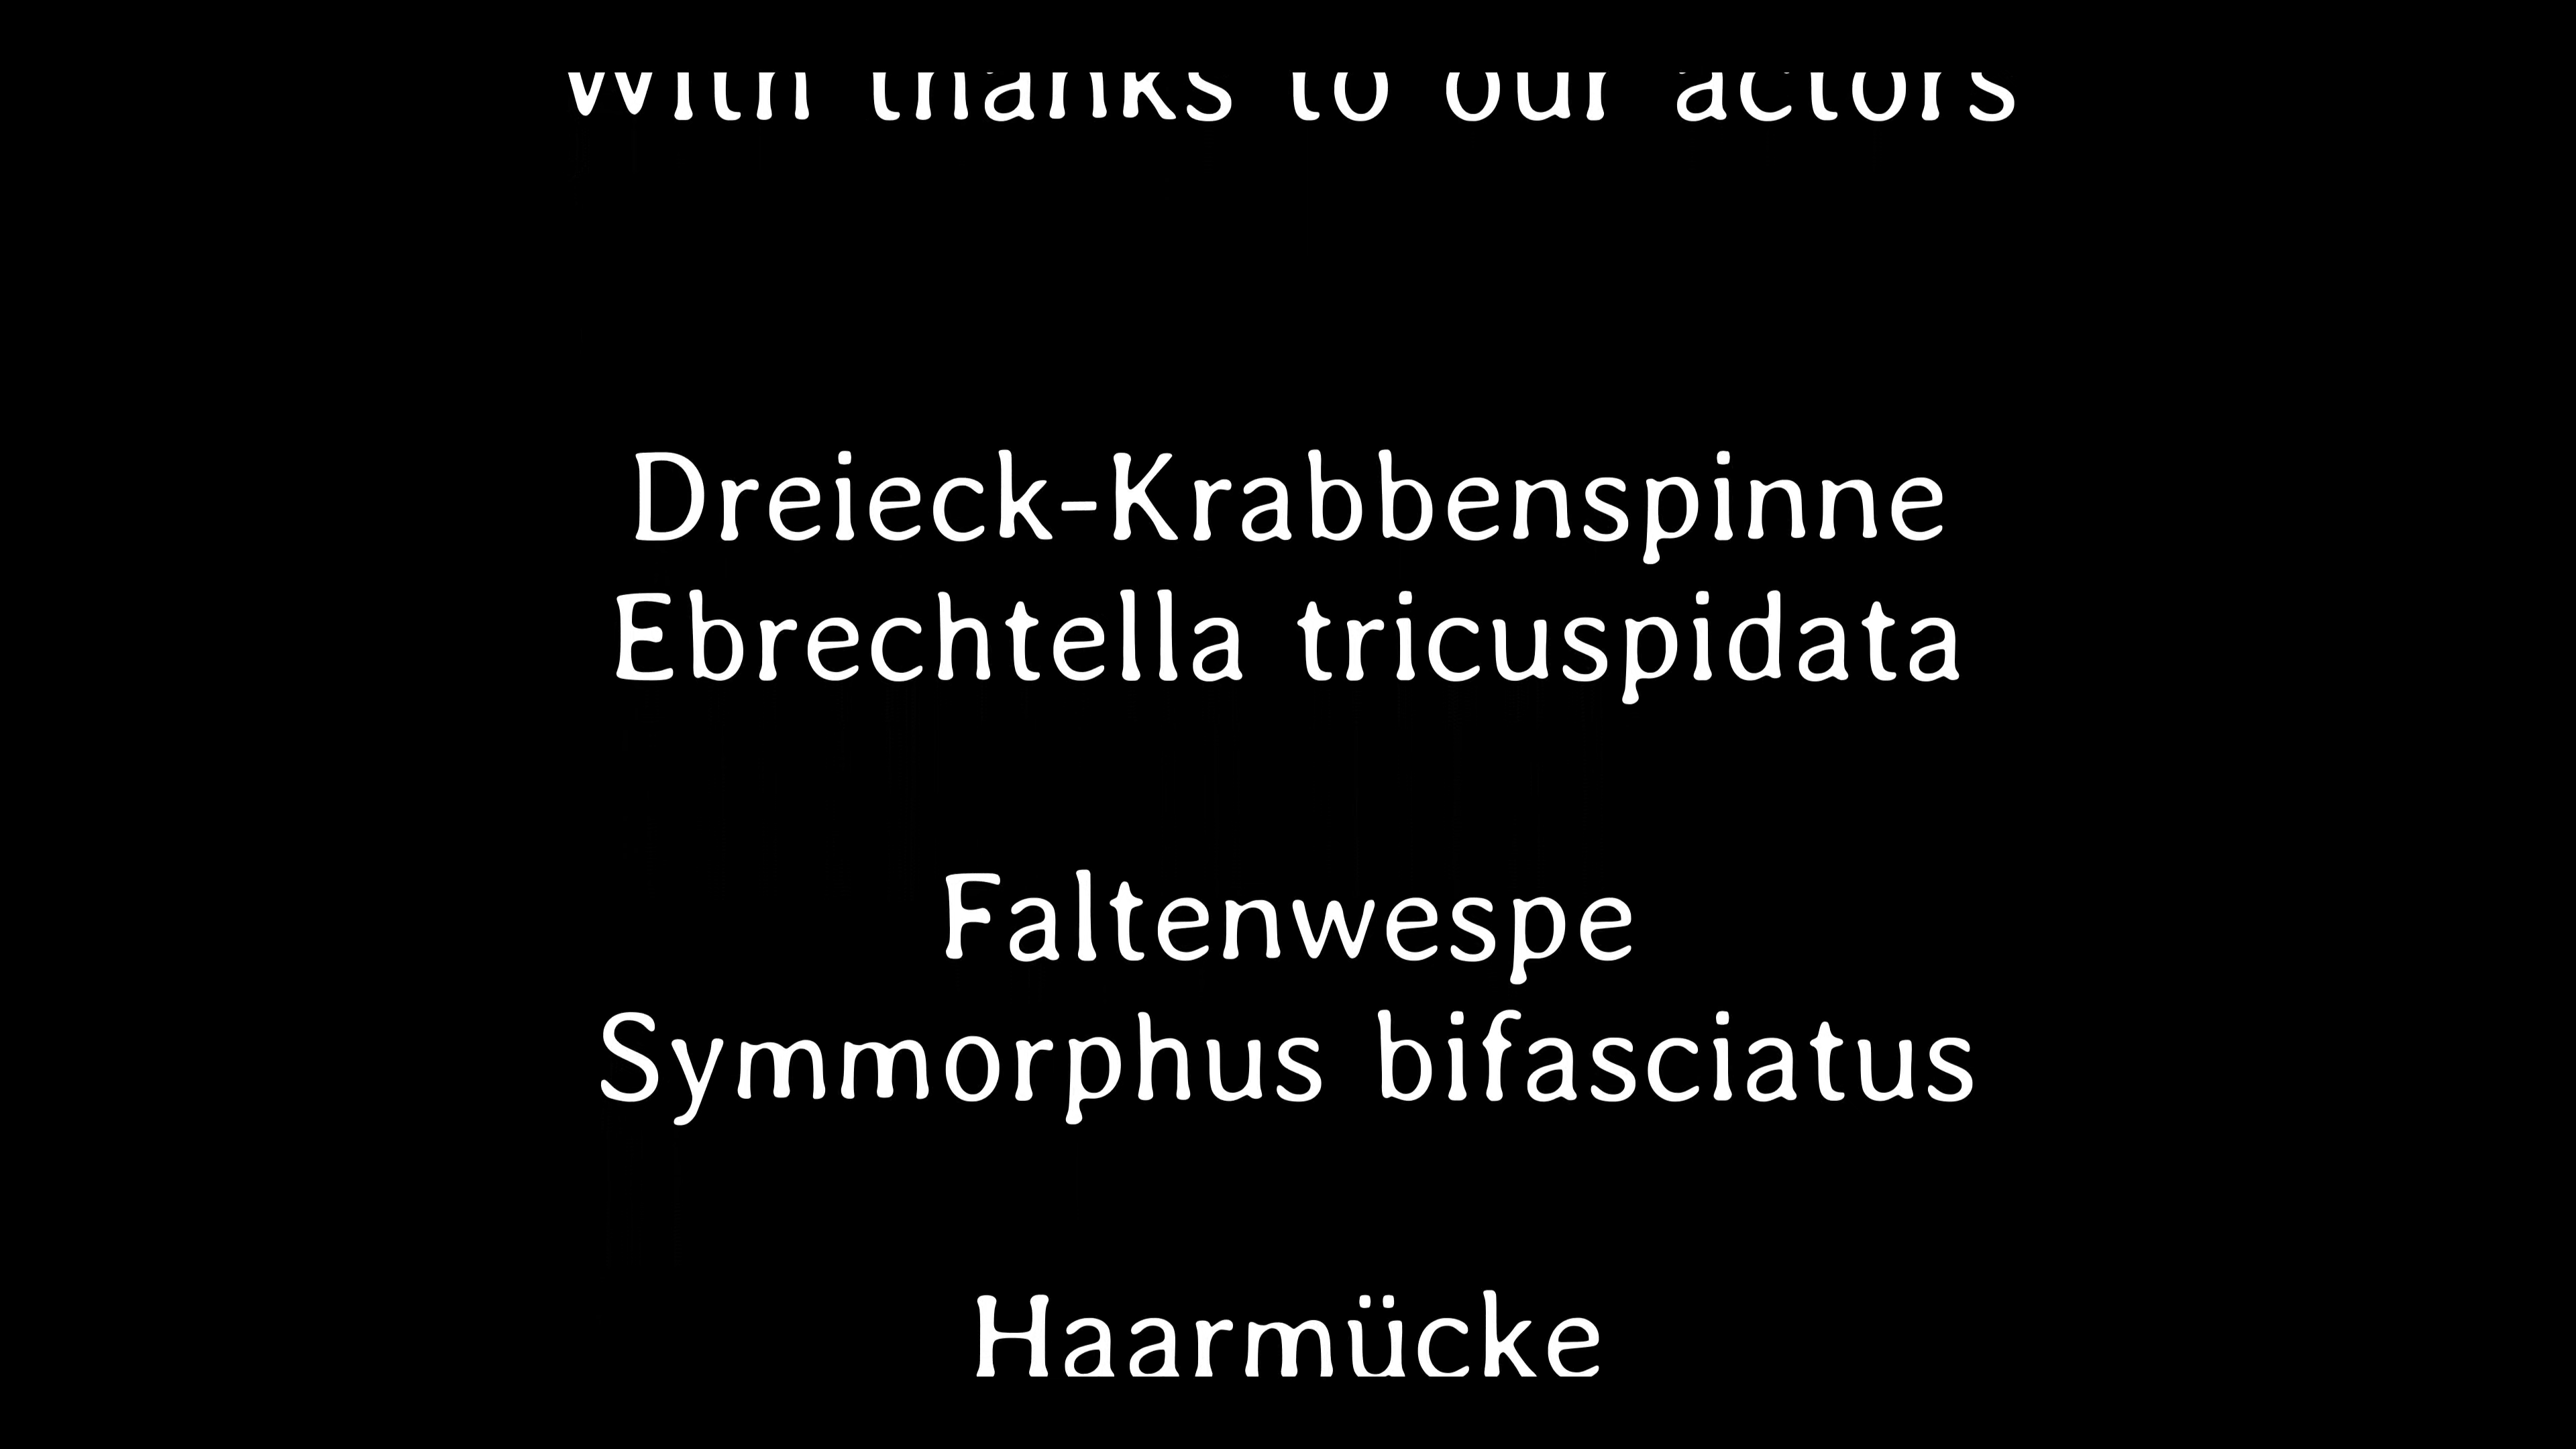 with thanks to our actors
Dreieck-Krabbenspinne
Ebrechtella tricuspidata
Faltenwespe
Symmorphus bifasciatus
Haarmücke